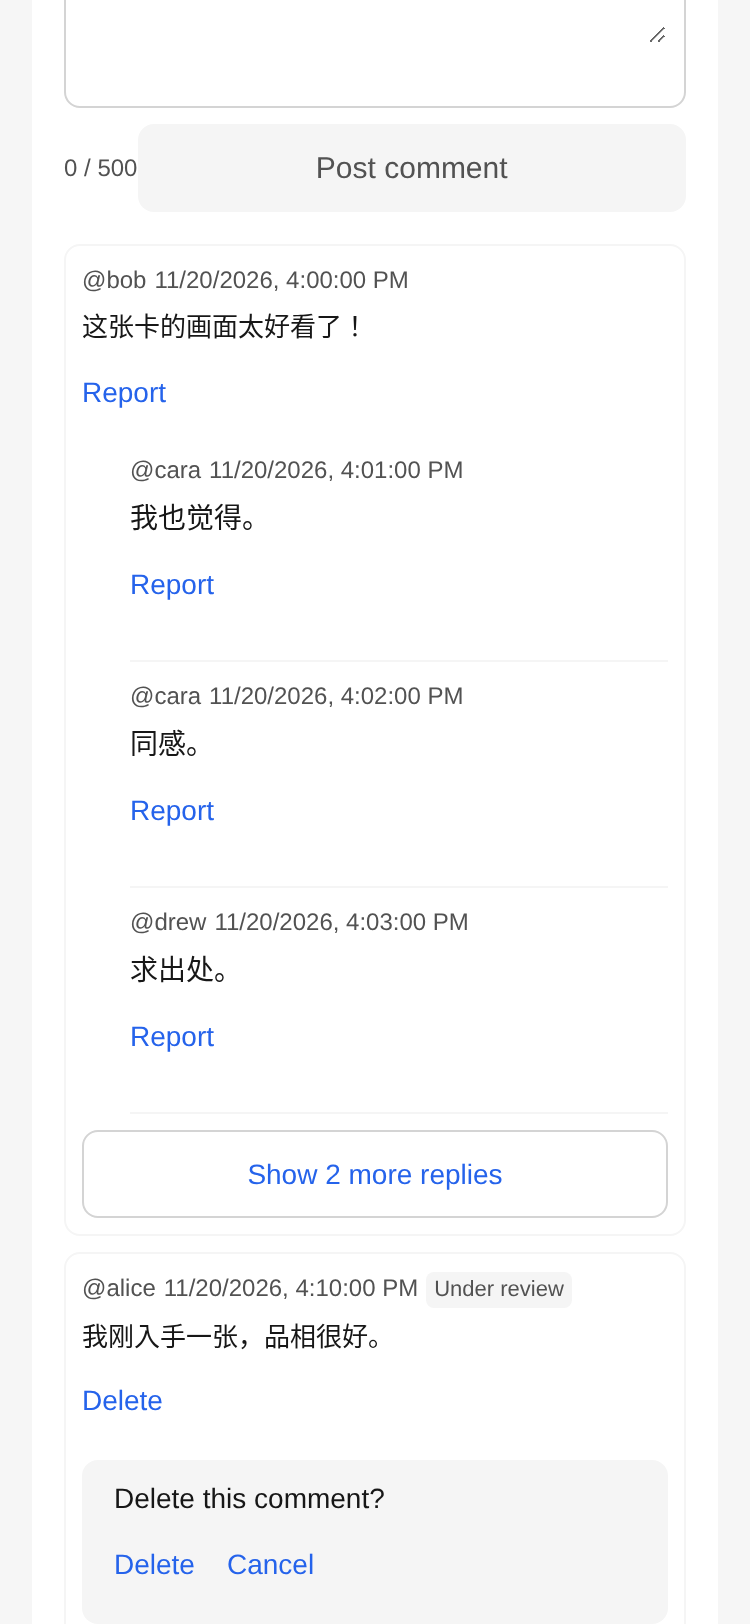 0 / 500 Post comment
@bob 11/20/2026, 4:00:00 PM
这张卡的画面太好看了！
Report
@cara 11/20/2026, 4:01:00 PM
我也觉得。
Report
@cara 11/20/2026, 4:02:00 PM
同感。
Report
@drew 11/20/2026, 4:03:00 PM
求出处。
Report
Show 2 more replies
@alice 11/20/2026, 4:10:00 PM Under review
我刚入手一张，品相很好。
Delete
Delete this comment?
Delete Cancel